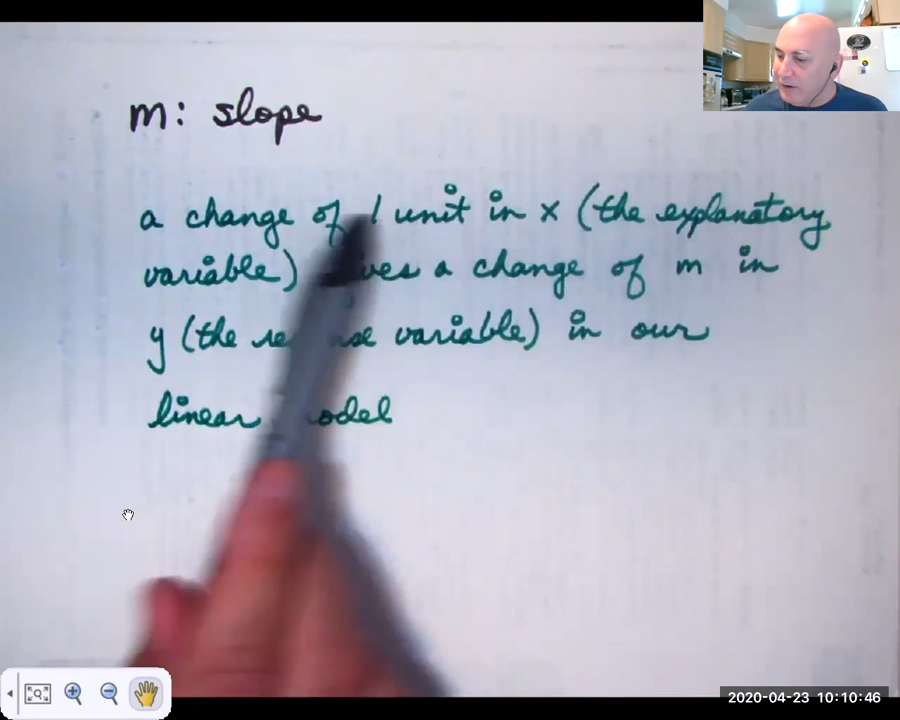 m: slope
a change of 1 unit in x (the explanatory
variable) a change of m in
y (the variable) in our
linear
2020-04-23 10:10:46